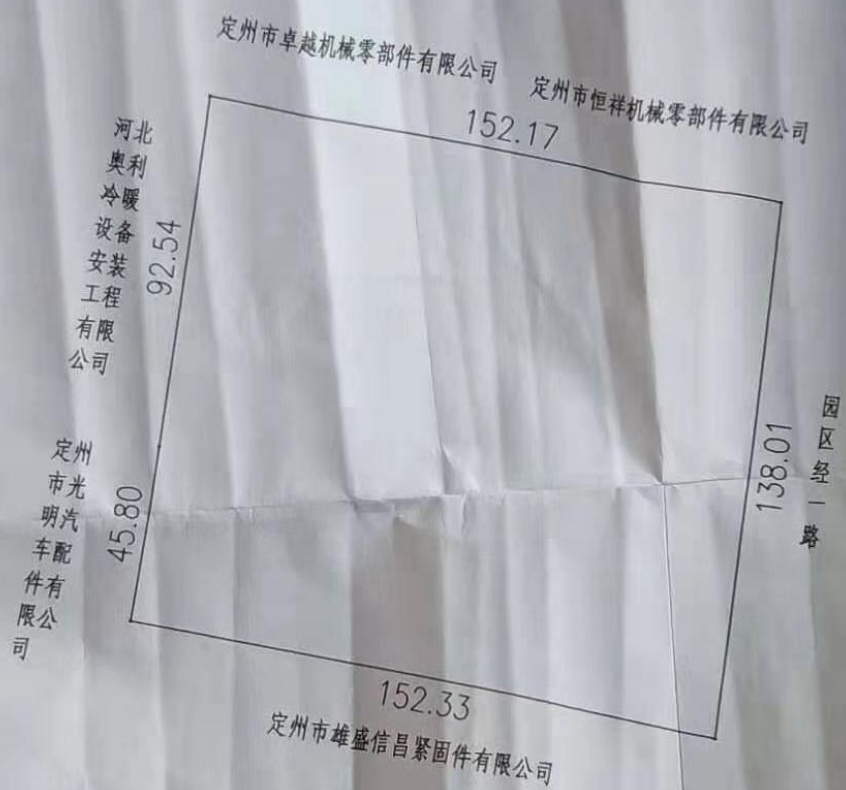 定州市卓越机械零部件有限公司
定州市恒祥机械零部件有限公司
152.17
河北
奥利
冷暖
设备
安装
工程
有限
公司
92.54
园
区
经
一
路
138.01
定州
市光
明汽
车配
件有
限公
司
45.80
152.33
定州市雄盛信昌紧固件有限公司